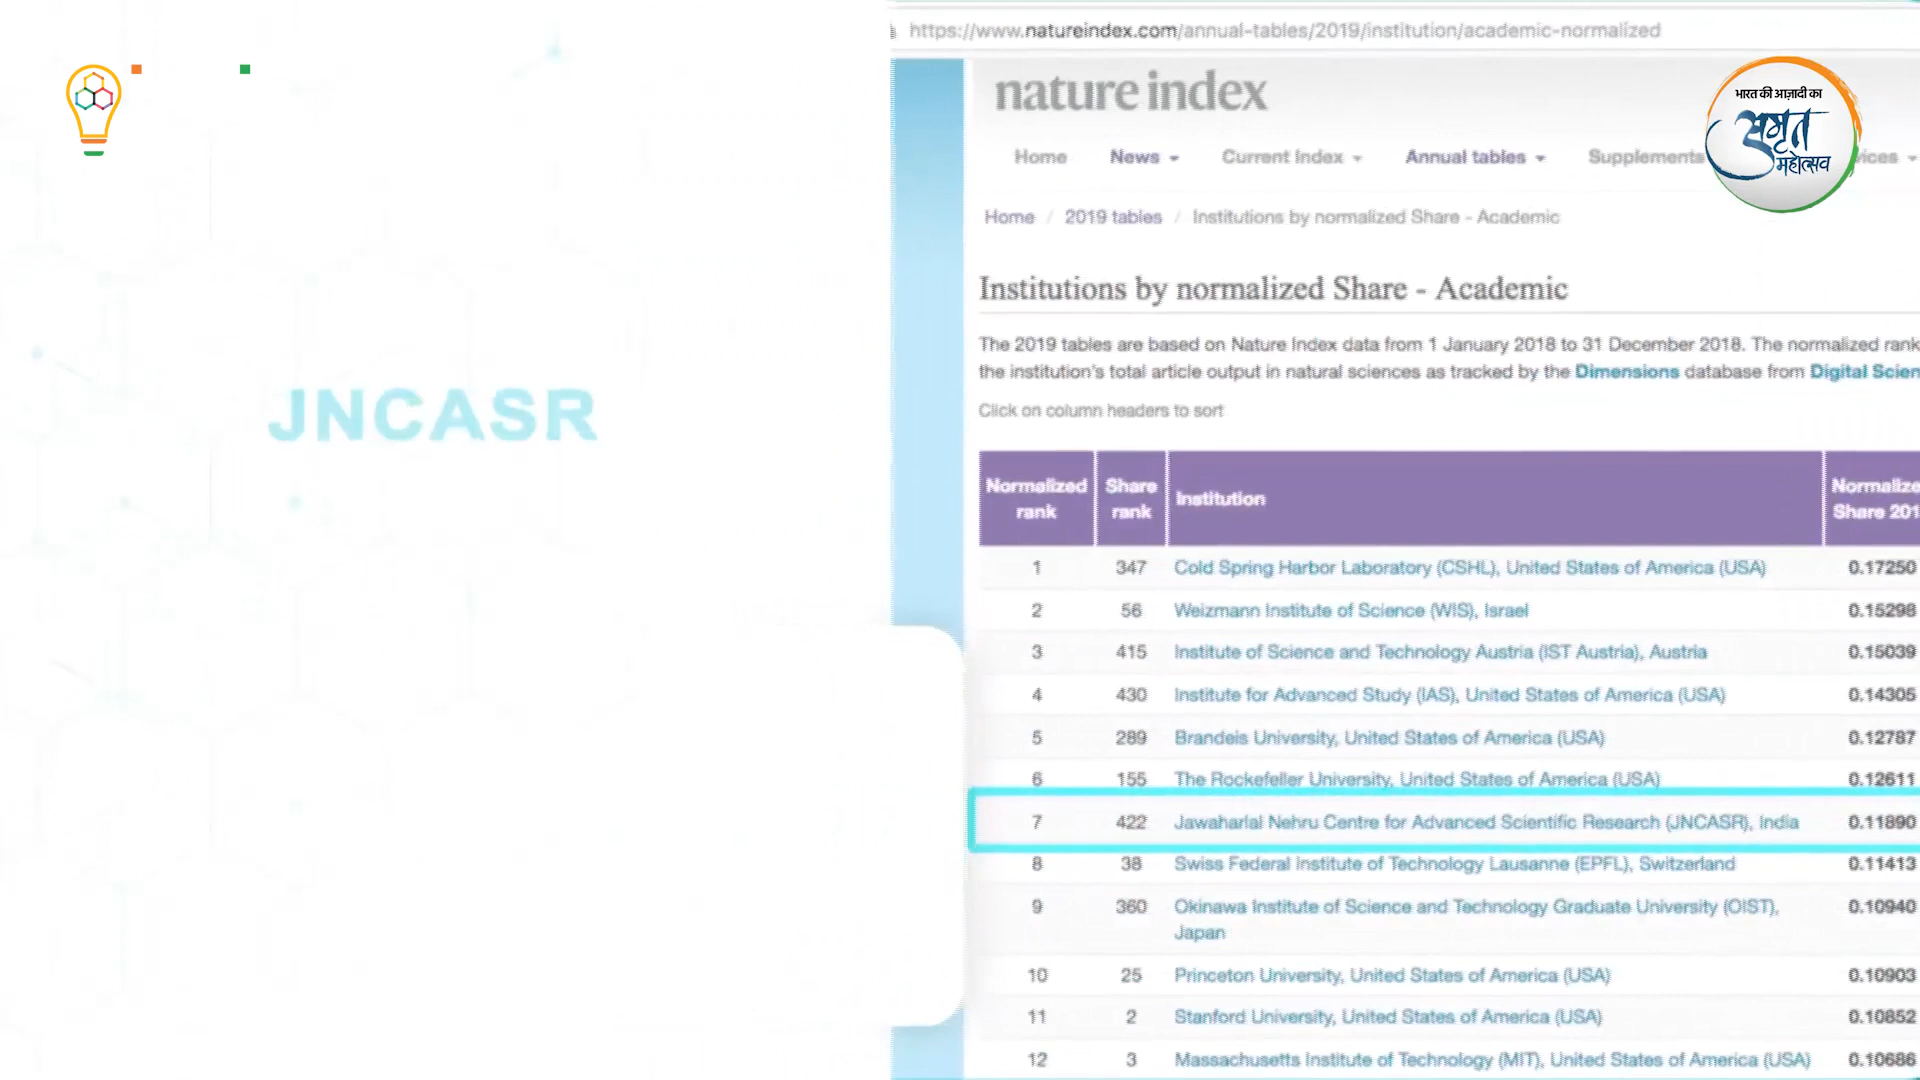 https://www.natureindex.com/annual-tables/2019/institution/academic-normalized
nature index
भारत की आज़ादी का
अमृत
महोत्सव
Home News Current Index Annual tables Supplements
Home / 2019 tables / Institutions by normalized Share - Academic
Institutions by normalized Share - Academic
The 2019 tables are based on Nature Index data from 1 January 2018 to 31 December 2018. The normalized rank
the institution's total article output in natural sciences as tracked by the Dimensions database from Digital Scien
Click on column headers to sort
JNCASR
Normalized rank Share rank Institution Normalize Share 201
1 347 Cold Spring Harbor Laboratory (CSHL), United States of America (USA) 0.17250
2 56 Weizmann Institute of Science (WIS), Israel 0.15298
3 415 Institute of Science and Technology Austria (IST Austria), Austria 0.15039
4 430 Institute for Advanced Study (IAS), United States of America (USA) 0.14305
5 289 Brandeis University, United States of America (USA) 0.12787
6 155 The Rockefeller University, United States of America (USA) 0.12611
7 422 Jawaharlal Nehru Centre for Advanced Scientific Research (JNCASR), India 0.11890
8 38 Swiss Federal Institute of Technology Lausanne (EPFL), Switzerland 0.11413
9 360 Okinawa Institute of Science and Technology Graduate University (OIST), 0.10940
Japan
10 25 Princeton University, United States of America (USA) 0.10903
11 2 Stanford University, United States of America (USA) 0.10852
12 3 Massachusetts Institute of Technology (MIT), United States of America (USA) 0.10686